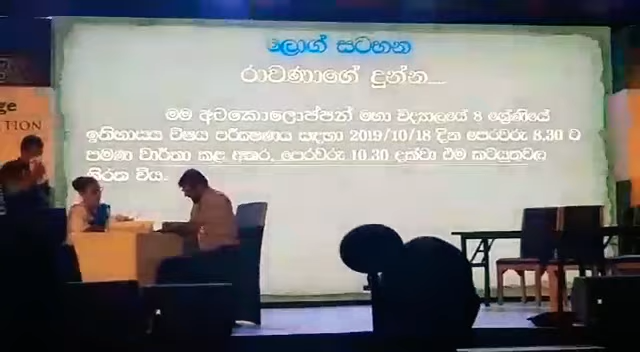 ලොග් සටහන
රාවණාගේ දුන්න...
මම අටකොලොප්පන් මහා විද්‍යාලයේ 8 ශ්‍රේණියේ
ඉතිහාසය විෂය පරීක්ෂණය සඳහා 2019/10/18 දින පෙරවරු 8.30 ට
පමණ වාර්තා කළ අතර, පෙරවරු 10.30 දක්වා එම කටයුතුවල
නිරත විය.
ge
TION